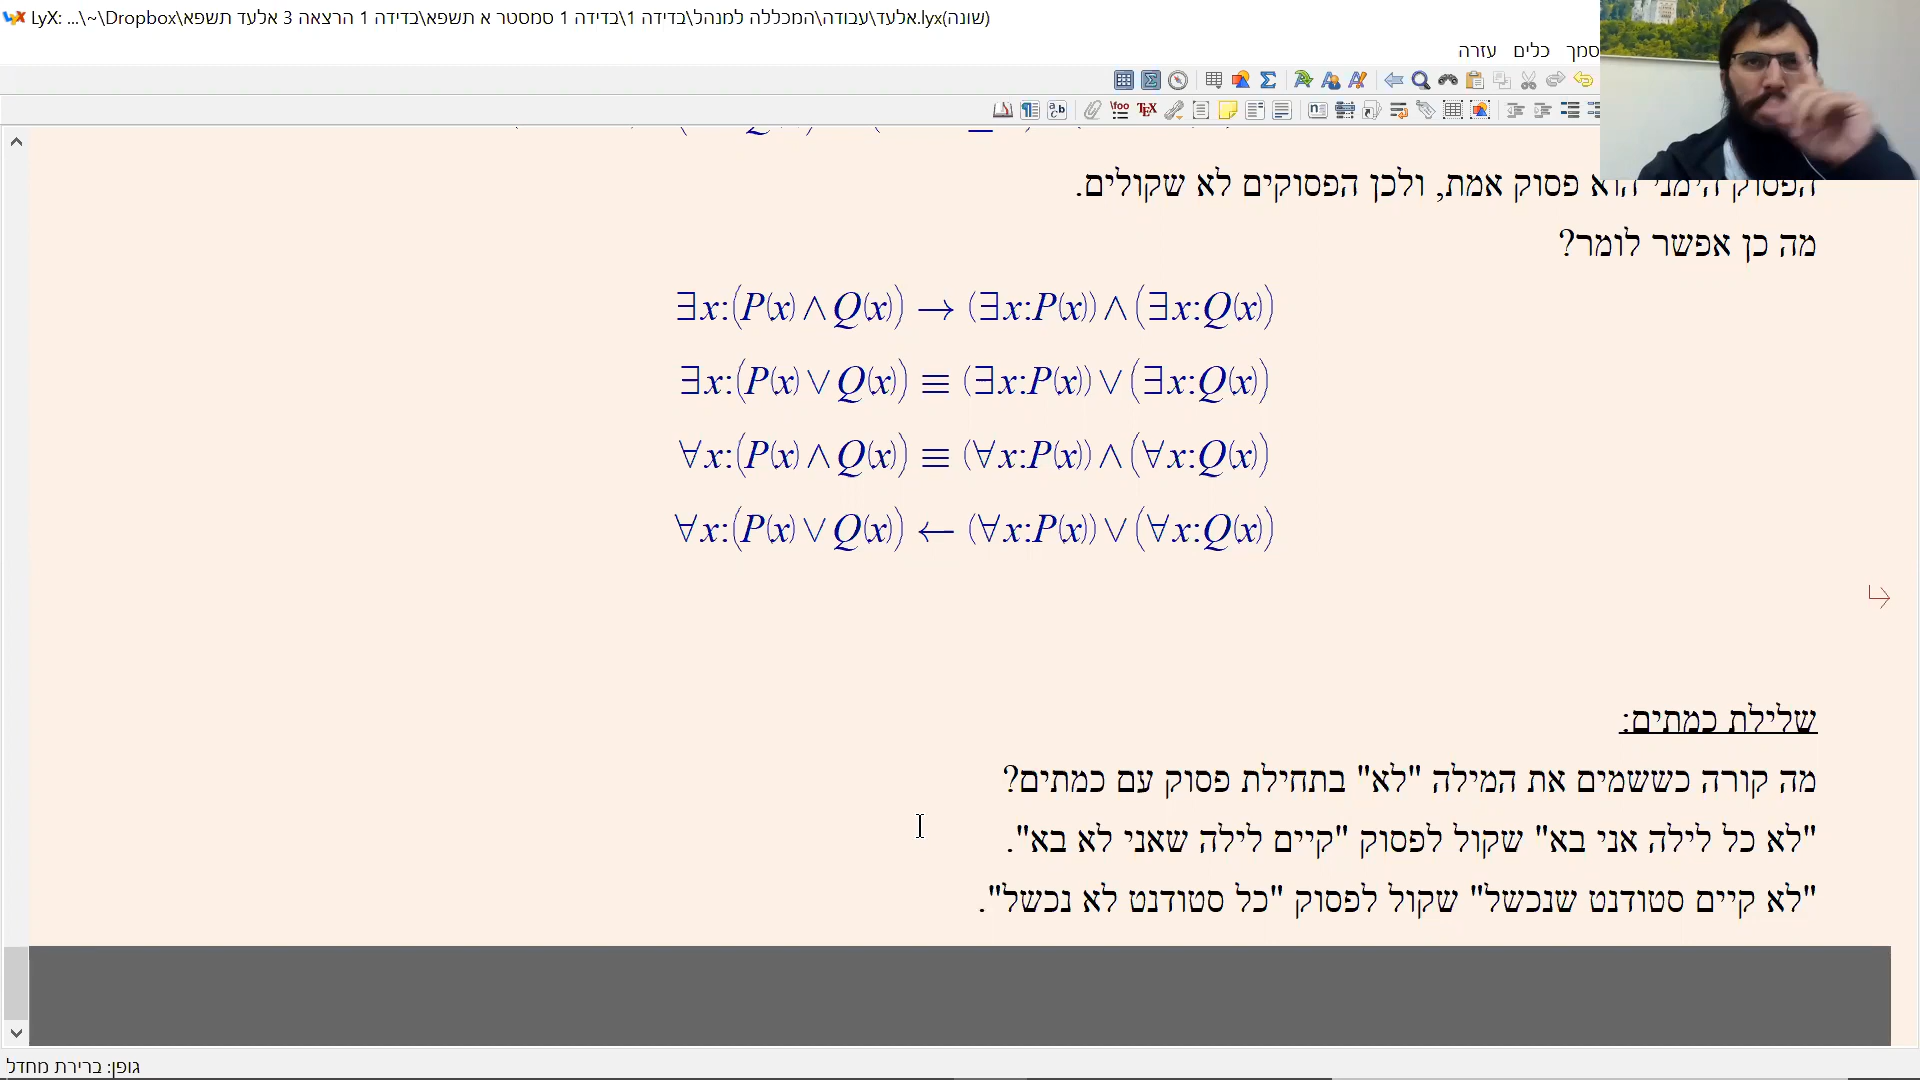 LyX: ...\~\Dropbox\אלעד\עבודה\המכללה למנהל\בדידה 1\בדידה 1 סמסטר א תשפא\בדידה 1 הרצאה 3 אלעד תשפא.lyx(שונה)
סמך כלים עזרה
הפסוק הימני הוא פסוק אמת, ולכן הפסוקים לא שקולים.
מה כן אפשר לומר?
∃x:(P(x)∧Q(x))→(∃x:P(x))∧(∃x:Q(x))
∃x:(P(x)∨Q(x))≡(∃x:P(x))∨(∃x:Q(x))
∀x:(P(x)∧Q(x))≡(∀x:P(x))∧(∀x:Q(x))
∀x:(P(x)∨Q(x))←(∀x:P(x))∨(∀x:Q(x))
שלילת כמתים:
מה קורה כששמים את המילה "לא" בתחילת פסוק עם כמתים?
"לא כל לילה אני בא" שקול לפסוק "קיים לילה שאני לא בא".
"לא קיים סטודנט שנכשל" שקול לפסוק "כל סטודנט לא נכשל".
גופן: ברירת מחדל